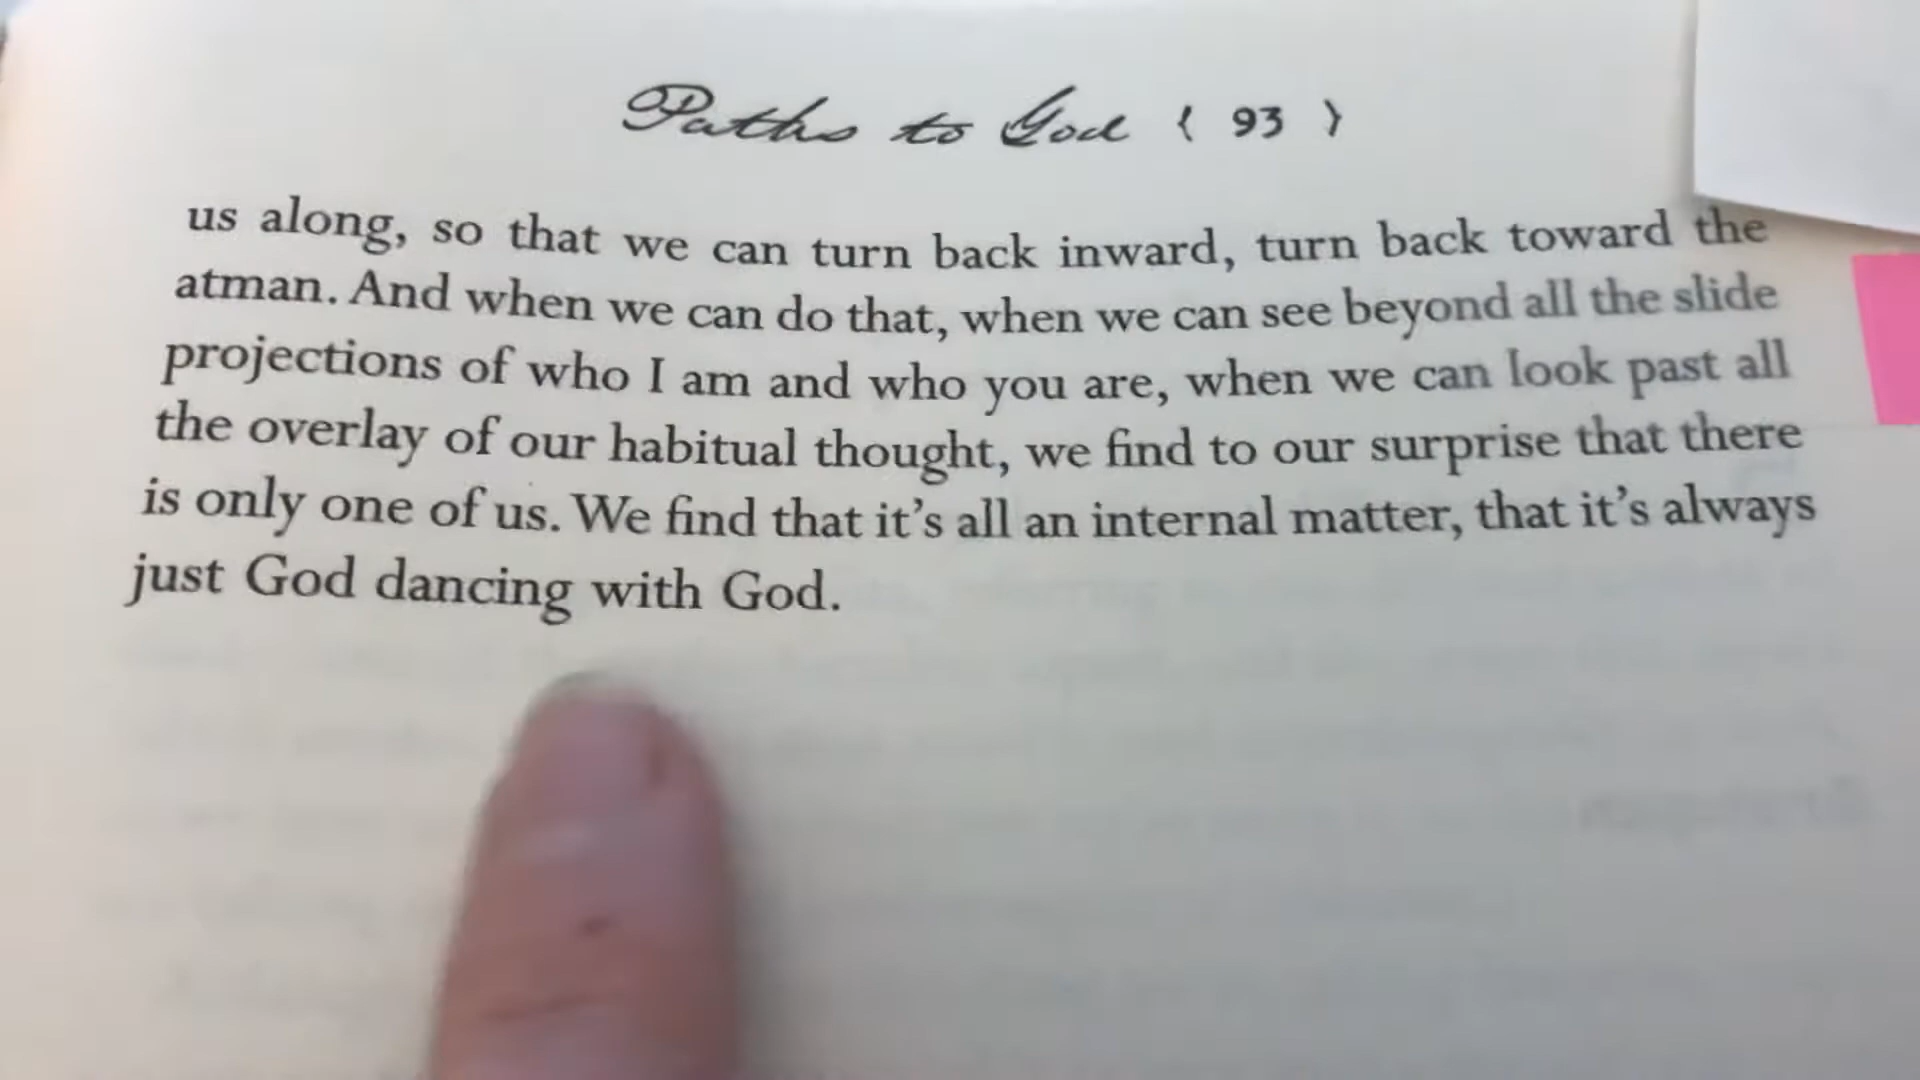 Paths to God { 93 }
us along, so that we can turn back inward, turn back toward the
atman. And when we can do that, when we can see beyond all the slide
projections of who I am and who you are, when we can look past all
the overlay of our habitual thought, we find to our surprise that there
is only one of us. We find that it's all an internal matter, that it's always
just God dancing with God.